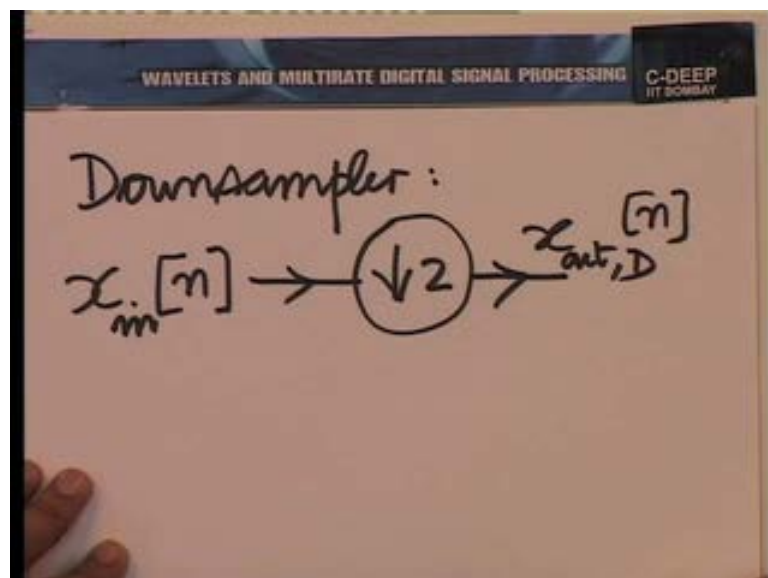 WAVELETS AND MULTIRATE DIGITAL SIGNAL PROCESSING
C-DEEP
IIT BOMBAY
Downsampler:
x_in[n] → ↓2 → x_out,D[n]